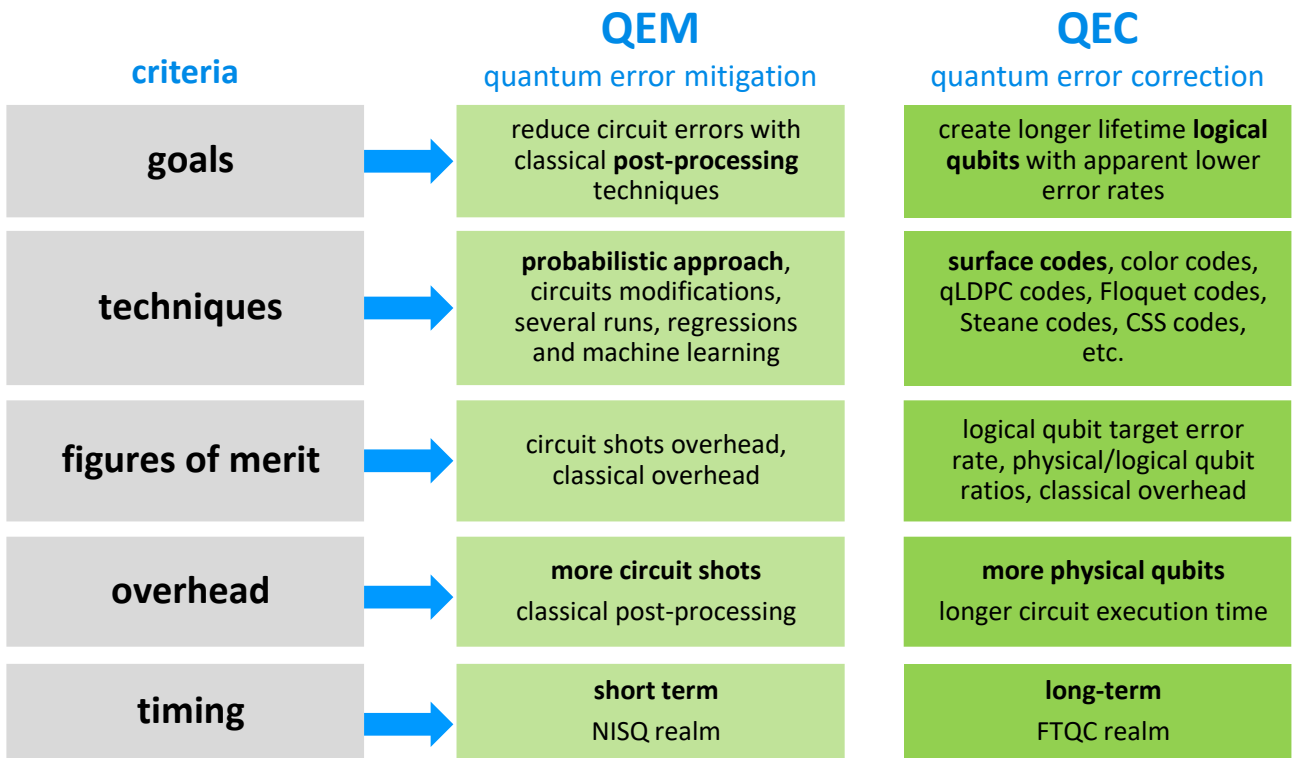 QEM
QEC
criteria
quantum error mitigation
quantum error correction
goals
reduce circuit errors with
classical post-processing
techniques
create longer lifetime logical
qubits with apparent lower
error rates
techniques
probabilistic approach,
circuits modifications,
several runs, regressions
and machine learning
surface codes, color codes,
qLDPC codes, Floquet codes,
Steane codes, CSS codes,
etc.
figures of merit
circuit shots overhead,
classical overhead
logical qubit target error
rate, physical/logical qubit
ratios, classical overhead
overhead
more circuit shots
classical post-processing
more physical qubits
longer circuit execution time
timing
short term
NISQ realm
long-term
FTQC realm